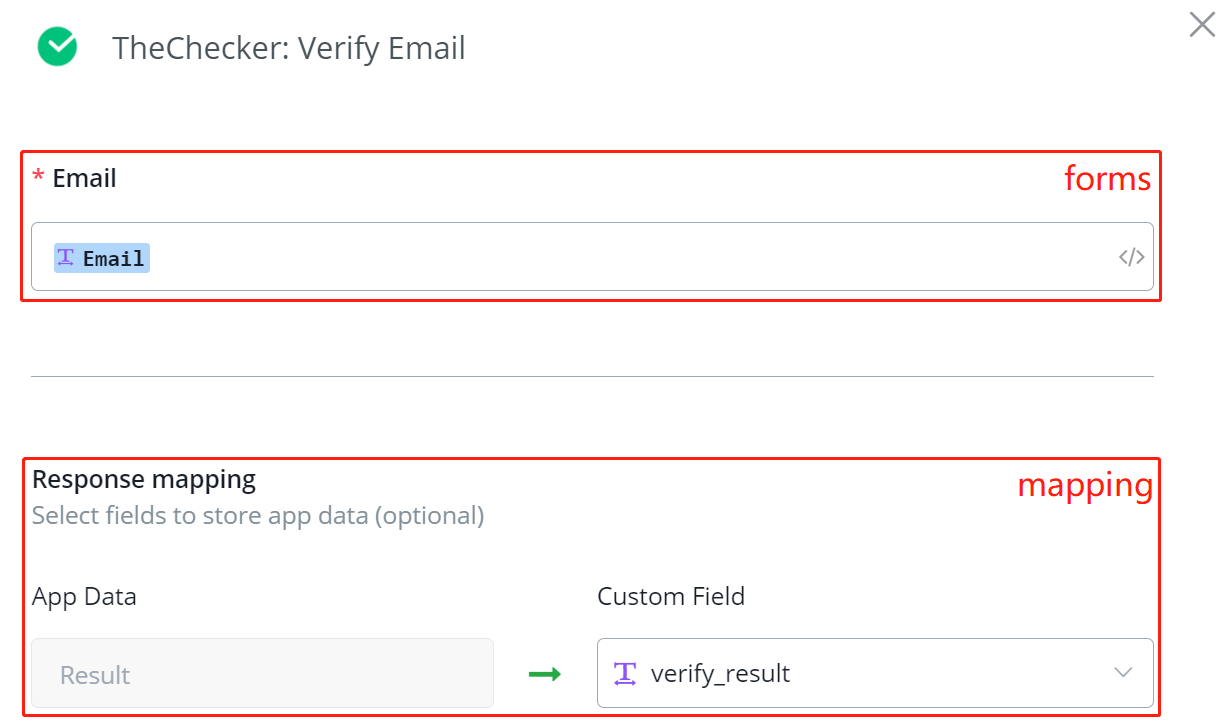 TheChecker: Verify Email
* Email
forms
Email
</>
Response mapping
mapping
Select fields to store app data (optional)
App Data
Custom Field
Result
verify_result